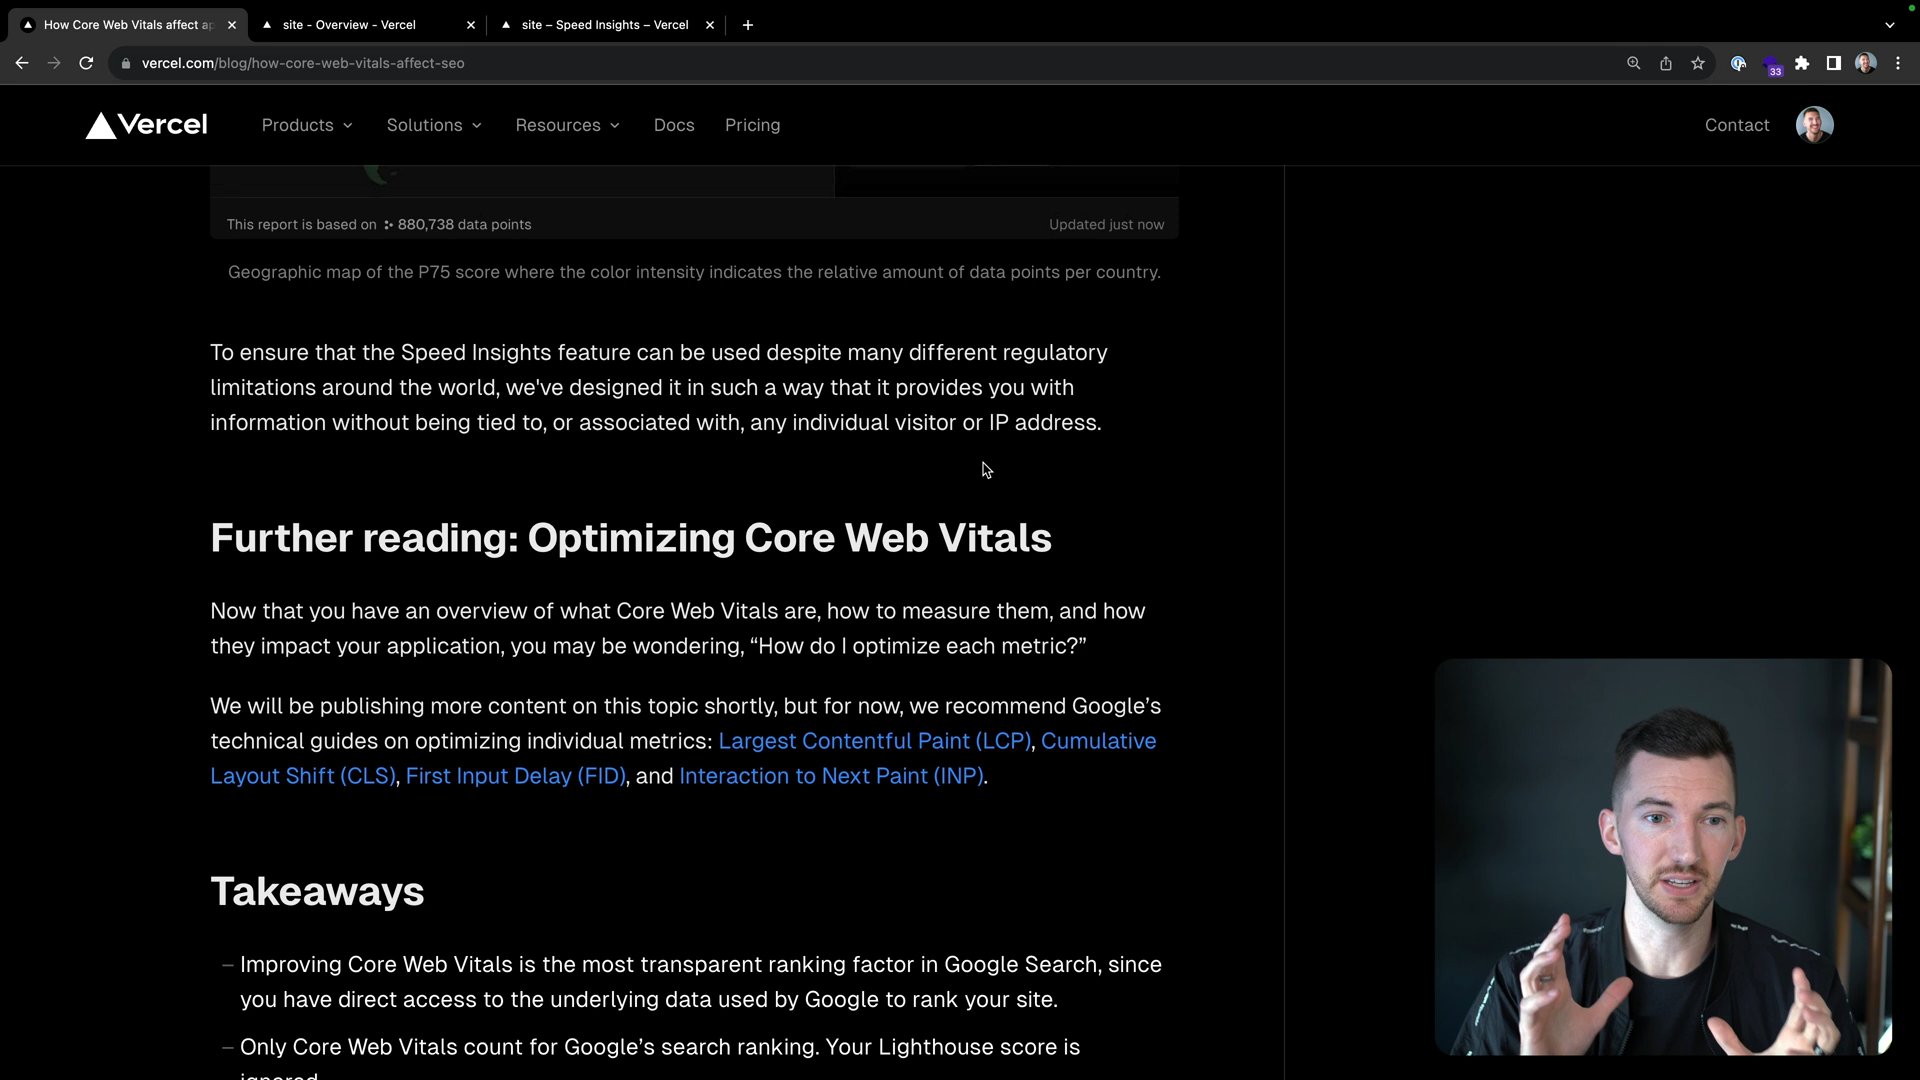 How Core Web Vitals affect ap
site - Overview - Vercel
site – Speed Insights – Vercel
vercel.com/blog/how-core-web-vitals-affect-seo
33
Vercel
Products
Solutions
Resources
Docs
Pricing
Contact
This report is based on 880,738 data points
Updated just now
Geographic map of the P75 score where the color intensity indicates the relative amount of data points per country.
To ensure that the Speed Insights feature can be used despite many different regulatory
limitations around the world, we've designed it in such a way that it provides you with
information without being tied to, or associated with, any individual visitor or IP address.
Further reading: Optimizing Core Web Vitals
Now that you have an overview of what Core Web Vitals are, how to measure them, and how
they impact your application, you may be wondering, “How do I optimize each metric?”
We will be publishing more content on this topic shortly, but for now, we recommend Google’s
technical guides on optimizing individual metrics: Largest Contentful Paint (LCP), Cumulative
Layout Shift (CLS), First Input Delay (FID), and Interaction to Next Paint (INP).
Takeaways
– Improving Core Web Vitals is the most transparent ranking factor in Google Search, since
you have direct access to the underlying data used by Google to rank your site.
– Only Core Web Vitals count for Google’s search ranking. Your Lighthouse score is
ignored.